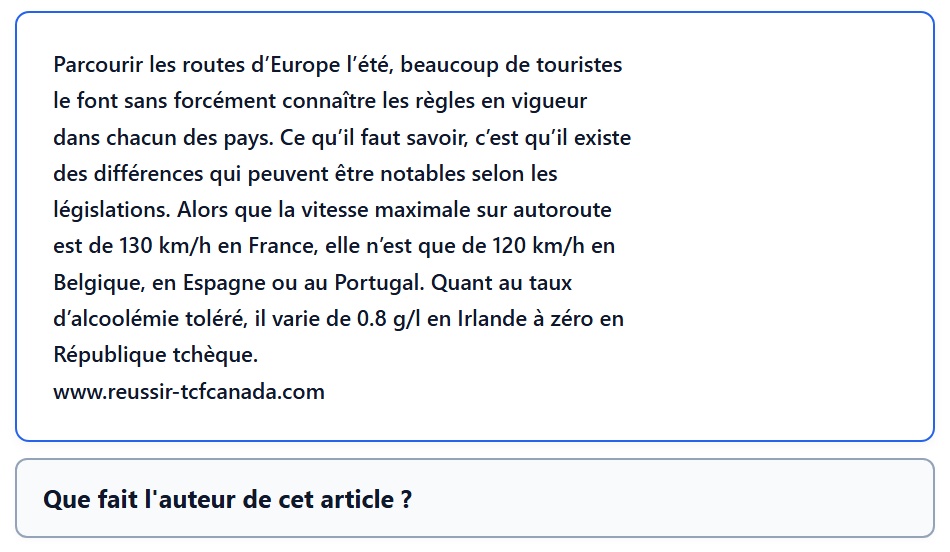 Parcourir les routes d’Europe l’été, beaucoup de touristes
le font sans forcément connaître les règles en vigueur
dans chacun des pays. Ce qu’il faut savoir, c’est qu’il existe
des différences qui peuvent être notables selon les
législations. Alors que la vitesse maximale sur autoroute
est de 130 km/h en France, elle n’est que de 120 km/h en
Belgique, en Espagne ou au Portugal. Quant au taux
d’alcoolémie toléré, il varie de 0.8 g/l en Irlande à zéro en
République tchèque.
www.reussir-tcfcanada.com
Que fait l'auteur de cet article ?